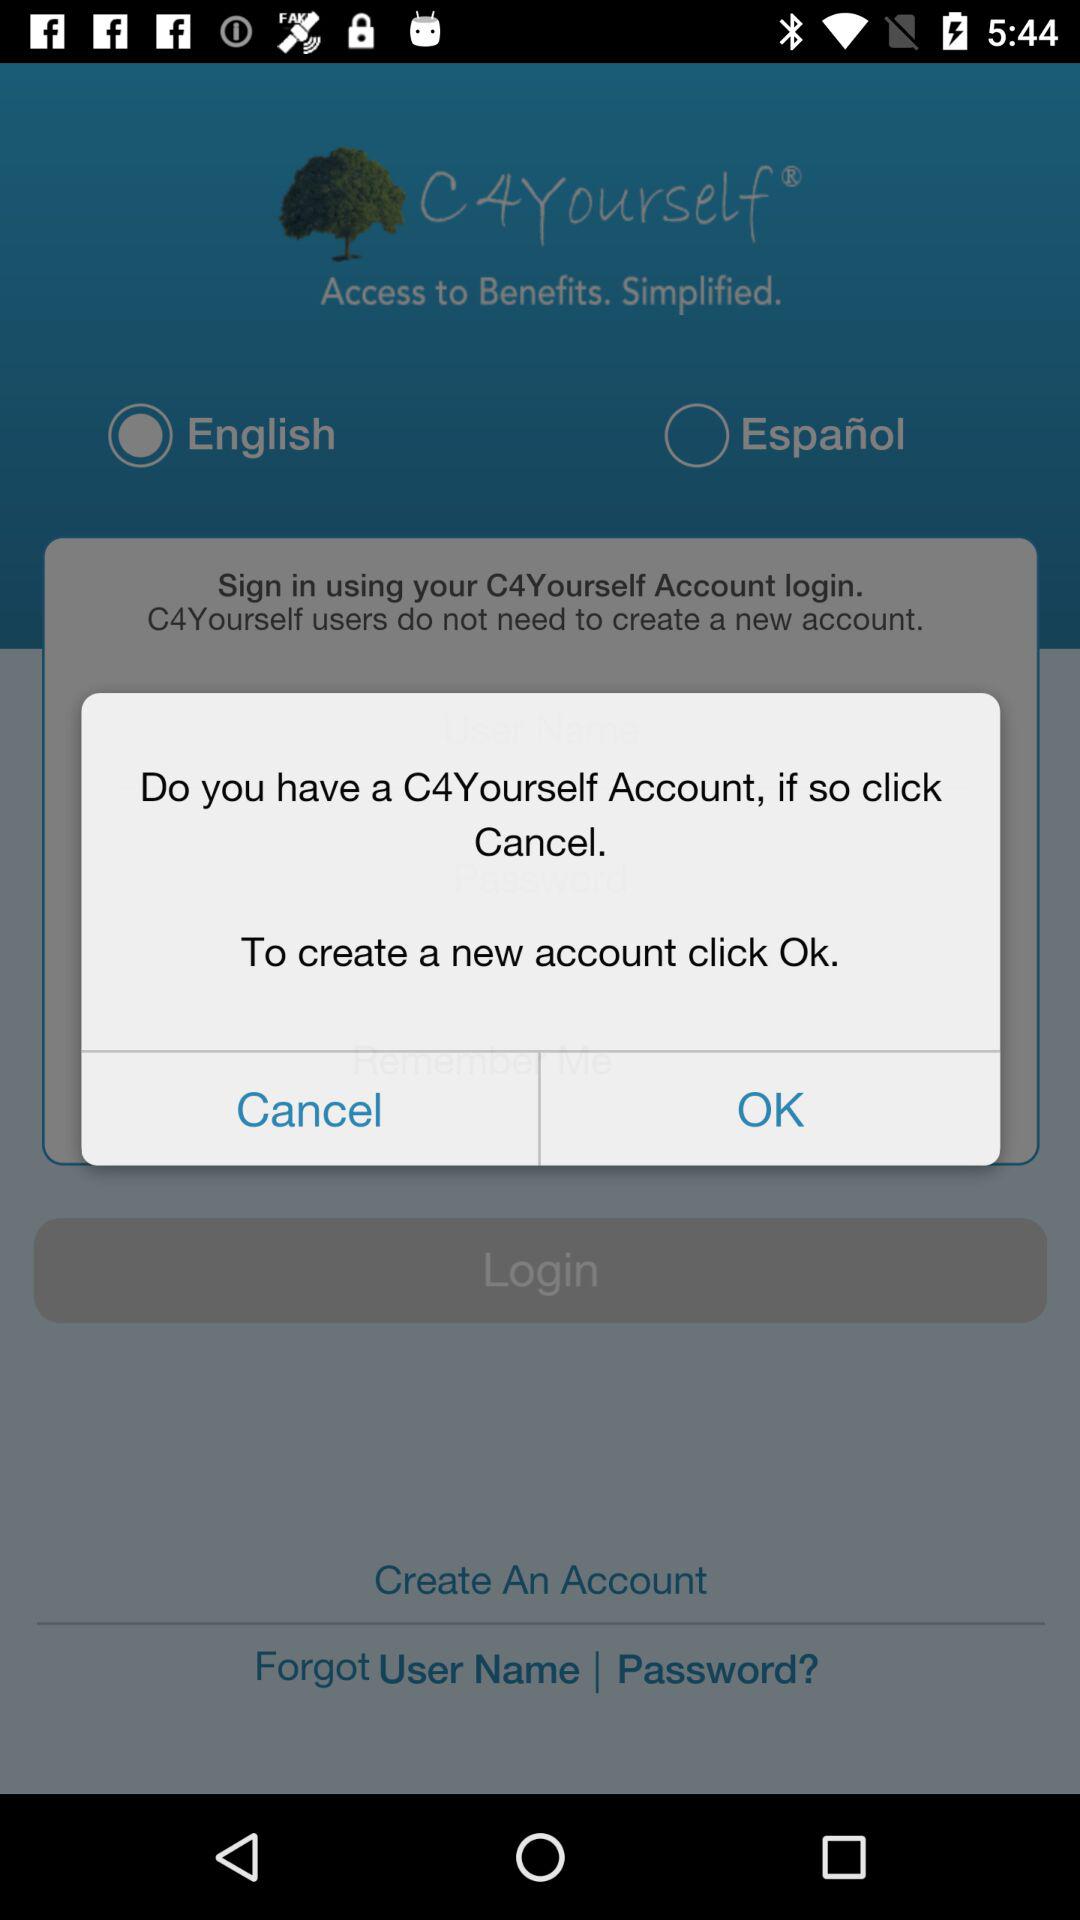 FAKE
5:44
C4Yourself®
Access to Benefits. Simplified.
English
Español
Sign in using your C4Yourself Account login.
C4Yourself users do not need to create a new account.
User Name
Do you have a C4Yourself Account, if so click
Cancel.
Password
To create a new account click Ok.
Remember Me
Cancel
OK
Login
Create An Account
Forgot User Name | Password?